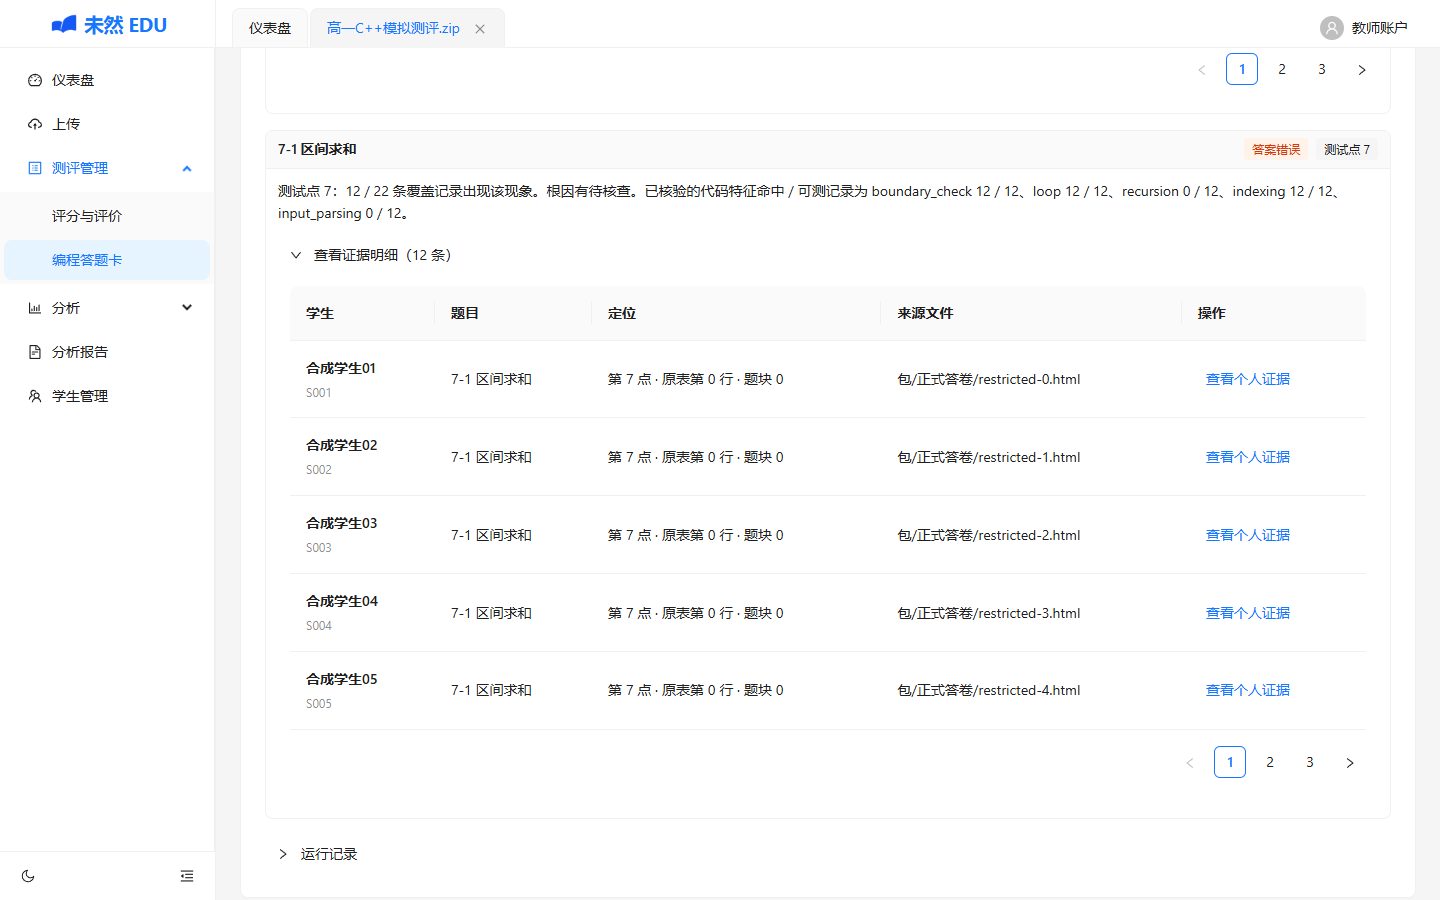 未然 EDU
仪表盘
高一C++模拟测评.zip
教师账户
仪表盘
上传
测评管理
评分与评价
编程答题卡
分析
分析报告
学生管理
1 2 3
7-1 区间求和
答案错误 测试点 7
测试点 7：12 / 22 条覆盖记录出现该现象。根因有待核查。已核验的代码特征命中 / 可测记录为 boundary_check 12 / 12、loop 12 / 12、recursion 0 / 12、indexing 12 / 12、
input_parsing 0 / 12。
查看证据明细（12 条）
学生 题目 定位 来源文件 操作
合成学生01
S001
7-1 区间求和 第 7 点 · 原表第 0 行 · 题块 0 包/正式答卷/restricted-0.html 查看个人证据
合成学生02
S002
7-1 区间求和 第 7 点 · 原表第 0 行 · 题块 0 包/正式答卷/restricted-1.html 查看个人证据
合成学生03
S003
7-1 区间求和 第 7 点 · 原表第 0 行 · 题块 0 包/正式答卷/restricted-2.html 查看个人证据
合成学生04
S004
7-1 区间求和 第 7 点 · 原表第 0 行 · 题块 0 包/正式答卷/restricted-3.html 查看个人证据
合成学生05
S005
7-1 区间求和 第 7 点 · 原表第 0 行 · 题块 0 包/正式答卷/restricted-4.html 查看个人证据
1 2 3
运行记录